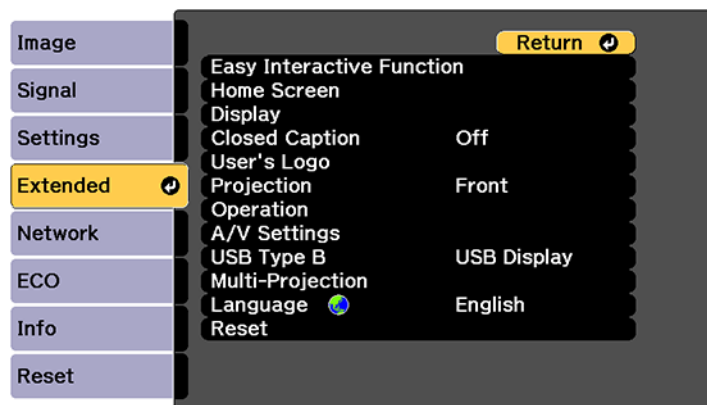 Image
Signal
Settings
Extended
Network
ECO
Info
Reset
Return
Easy Interactive Function
Home Screen
Display
Closed Caption Off
User's Logo
Projection Front
Operation
A/V Settings
USB Type B USB Display
Multi-Projection
Language English
Reset